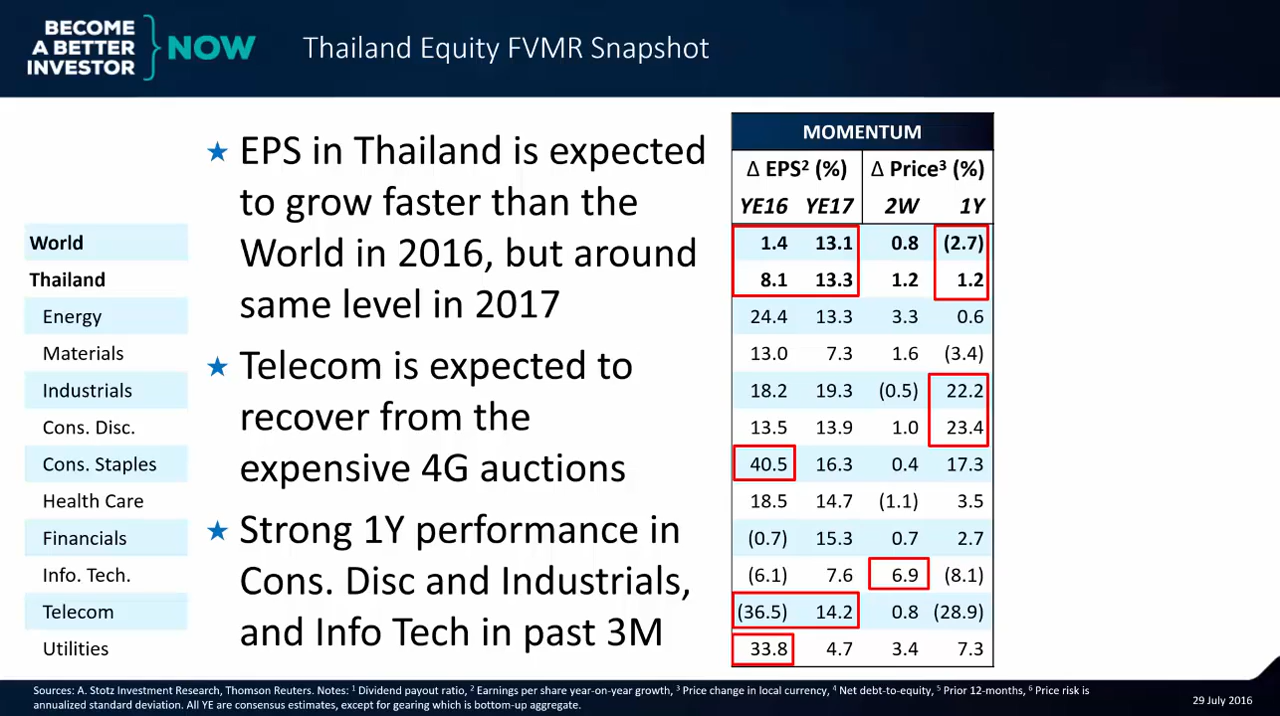 BECOME
A BETTER
INVESTOR
NOW
Thailand Equity FVMR Snapshot
★ EPS in Thailand is expected
to grow faster than the
World in 2016, but around
same level in 2017
★ Telecom is expected to
recover from the
expensive 4G auctions
★ Strong 1Y performance in
Cons. Disc and Industrials,
and Info Tech in past 3M
MOMENTUM
Δ EPS² (%) Δ Price³ (%)
YE16 YE17 2W 1Y
World 1.4 13.1 0.8 (2.7)
Thailand 8.1 13.3 1.2 1.2
Energy 24.4 13.3 3.3 0.6
Materials 13.0 7.3 1.6 (3.4)
Industrials 18.2 19.3 (0.5) 22.2
Cons. Disc. 13.5 13.9 1.0 23.4
Cons. Staples 40.5 16.3 0.4 17.3
Health Care 18.5 14.7 (1.1) 3.5
Financials (0.7) 15.3 0.7 2.7
Info. Tech. (6.1) 7.6 6.9 (8.1)
Telecom (36.5) 14.2 0.8 (28.9)
Utilities 33.8 4.7 3.4 7.3
Sources: A. Stotz Investment Research, Thomson Reuters. Notes: ¹ Dividend payout ratio, ² Earnings per share year-on-year growth, ³ Price change in local currency, ⁴ Net debt-to-equity, ⁵ Prior 12-months, ⁶ Price risk is
annualized standard deviation. All YE are consensus estimates, except for gearing which is bottom-up aggregate.
29 July 2016